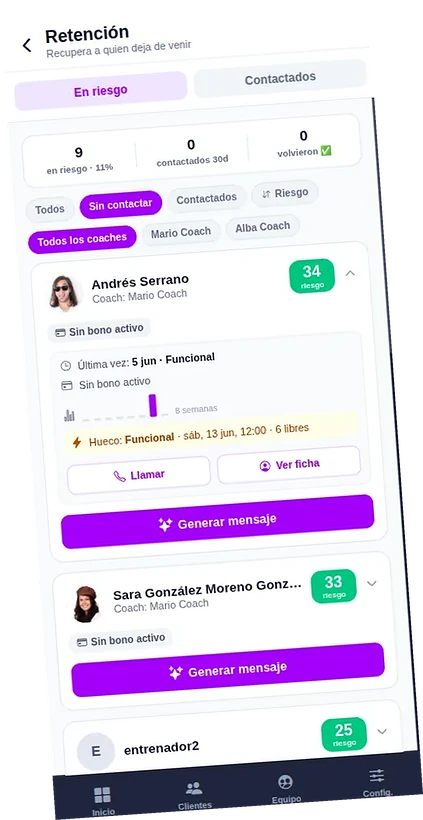 Retención
Recupera a quien deja de venir
En riesgo
Contactados
9
en riesgo · 11%
0
contactados 30d
0
volvieron ✅
Todos
Sin contactar
Contactados
Riesgo
Todos los coaches
Mario Coach
Alba Coach
Andrés Serrano
Coach: Mario Coach
34
riesgo
Sin bono activo
Última vez: 5 jun · Funcional
Sin bono activo
8 semanas
Hueco: Funcional · sáb, 13 jun, 12:00 · 6 libres
Llamar
Ver ficha
Generar mensaje
Sara González Moreno Gonz...
Coach: Mario Coach
33
riesgo
Sin bono activo
Generar mensaje
E
entrenador2
25
riesgo
Inicio
Clientes
Equipo
Config.